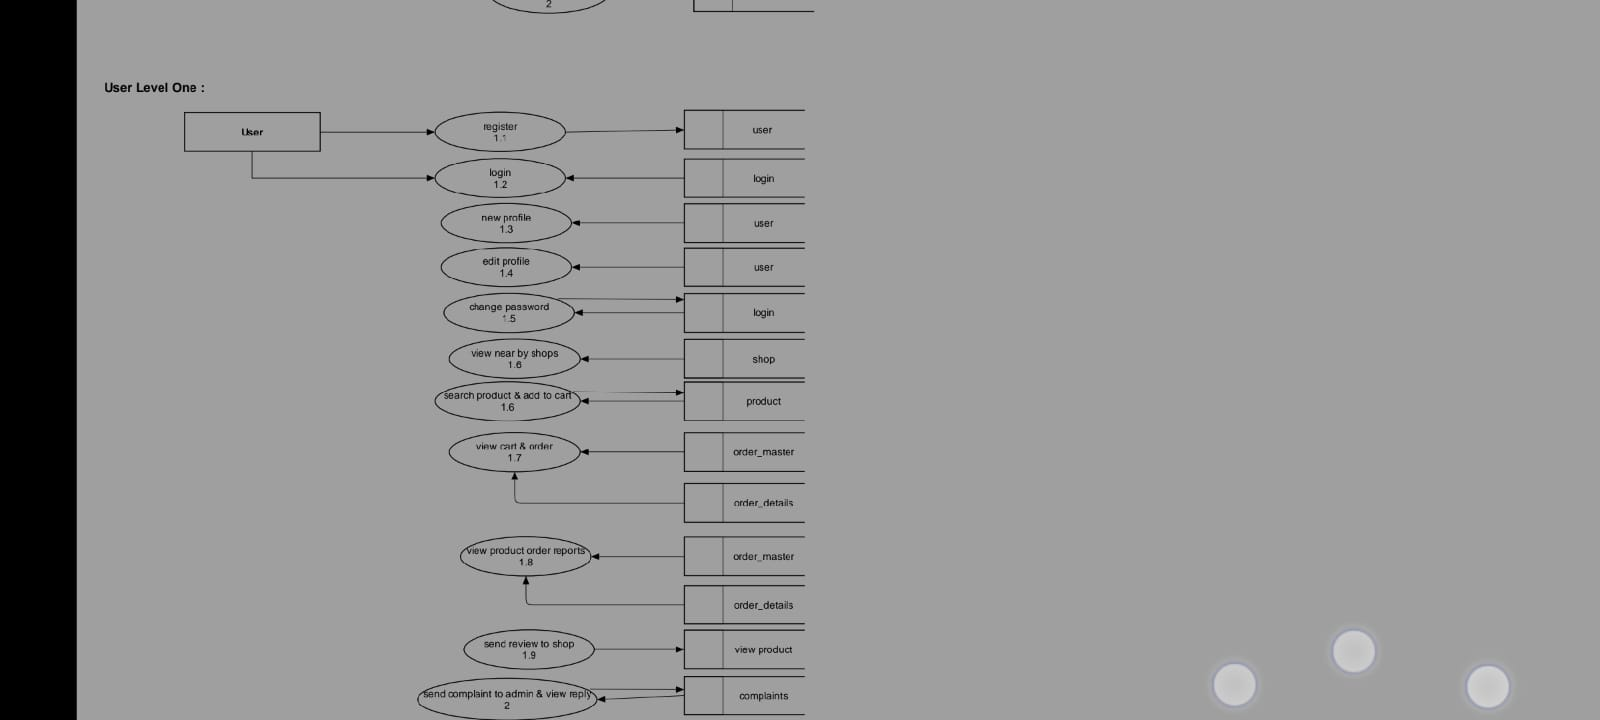 2
User Level One :
User
register
1.1
user
login
1.2
login
new profile
1.3
user
edit profile
1.4
user
change password
1.5
login
view near by shops
1.6
shop
search product & add to cart
1.6
product
view cart & order
1.7
order_master
order_details
view product order reports
1.8
order_master
order_details
send review to shop
1.9
view product
send complaint to admin & view reply
2
complaints